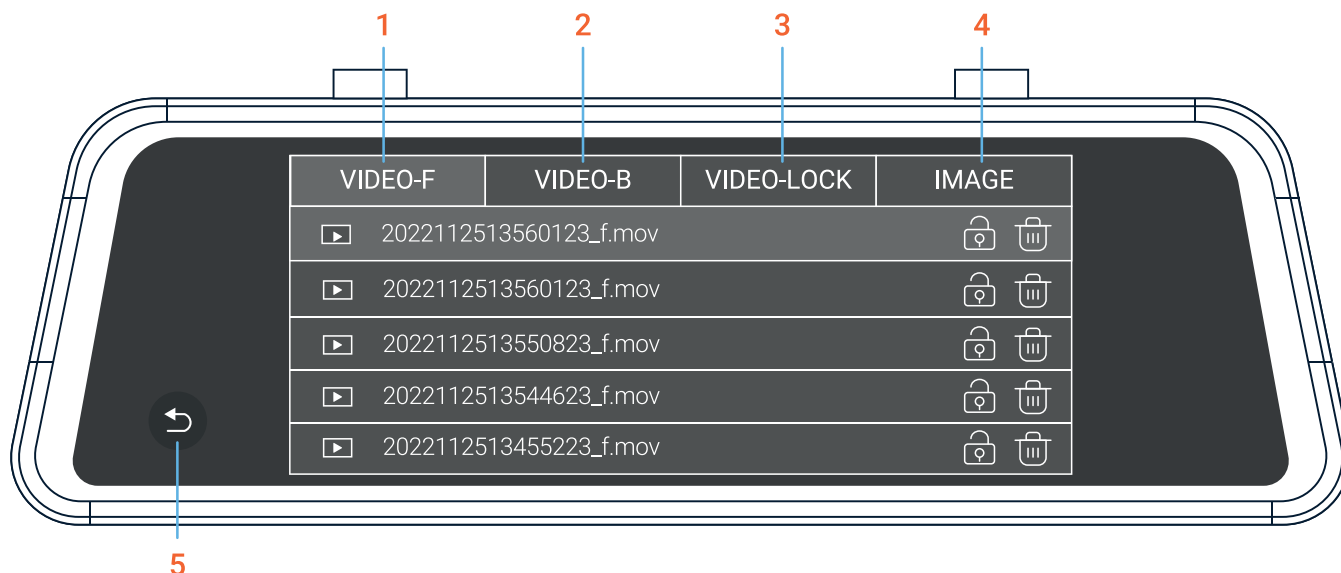 1 2 3 4
VIDEO-F VIDEO-B VIDEO-LOCK IMAGE
2022112513560123_f.mov
2022112513560123_f.mov
2022112513550823_f.mov
2022112513544623_f.mov
2022112513455223_f.mov
5